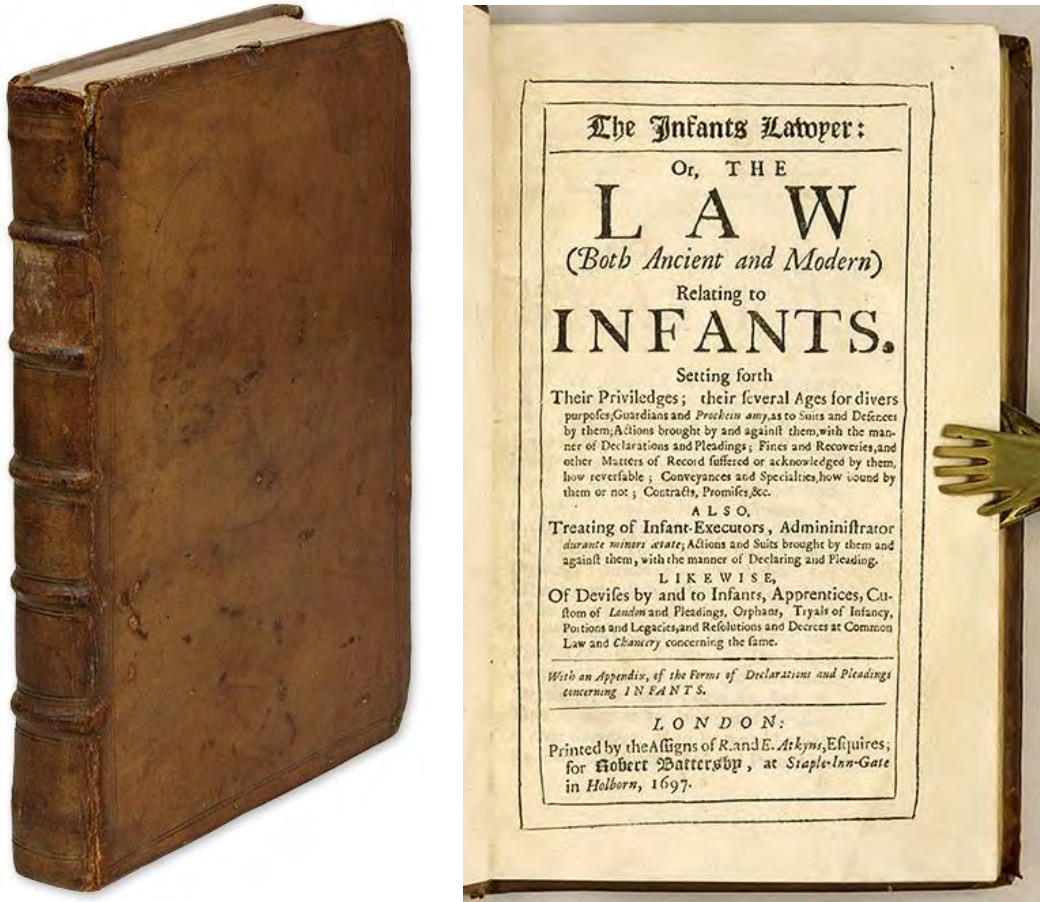 The Infants Lawyer:
Or, THE
LAW
(Both Ancient and Modern)
Relating to
INFANTS.
Setting forth
Their Priviledges; their ſeveral Ages for divers
purpoſes; Guardians and Prochein amy, as to Suits and Defences
by them; Actions brought by and againſt them, with the man-
ner of Declarations and Pleadings; Fines and Recoveries, and
other Matters of Record ſuffered or acknowledged by them,
how reverſable; Conveyances and Specialties, how bound by
them or not; Contracts, Promiſes, &c.
ALSO,
Treating of Infant-Executors, Admininiſtrator
durante minori ætate; Actions and Suits brought by them and
againſt them, with the manner of Declaring and Pleading.
LIKEWISE,
Of Deviſes by and to Infants, Apprentices, Cu-
ſtom of London and Pleadings, Orphans, Tryals of Infancy,
Portions and Legacies, and Reſolutions and Decrees at Common
Law and Chancery concerning the ſame.
With an Appendix, of the Forms of Declarations and Pleadings
concerning INFANTS.
LONDON:
Printed by the Aſſigns of R. and E. Atkyns, Eſquires;
for Robert Battersby, at Staple-Inn-Gate
in Holborn, 1697.